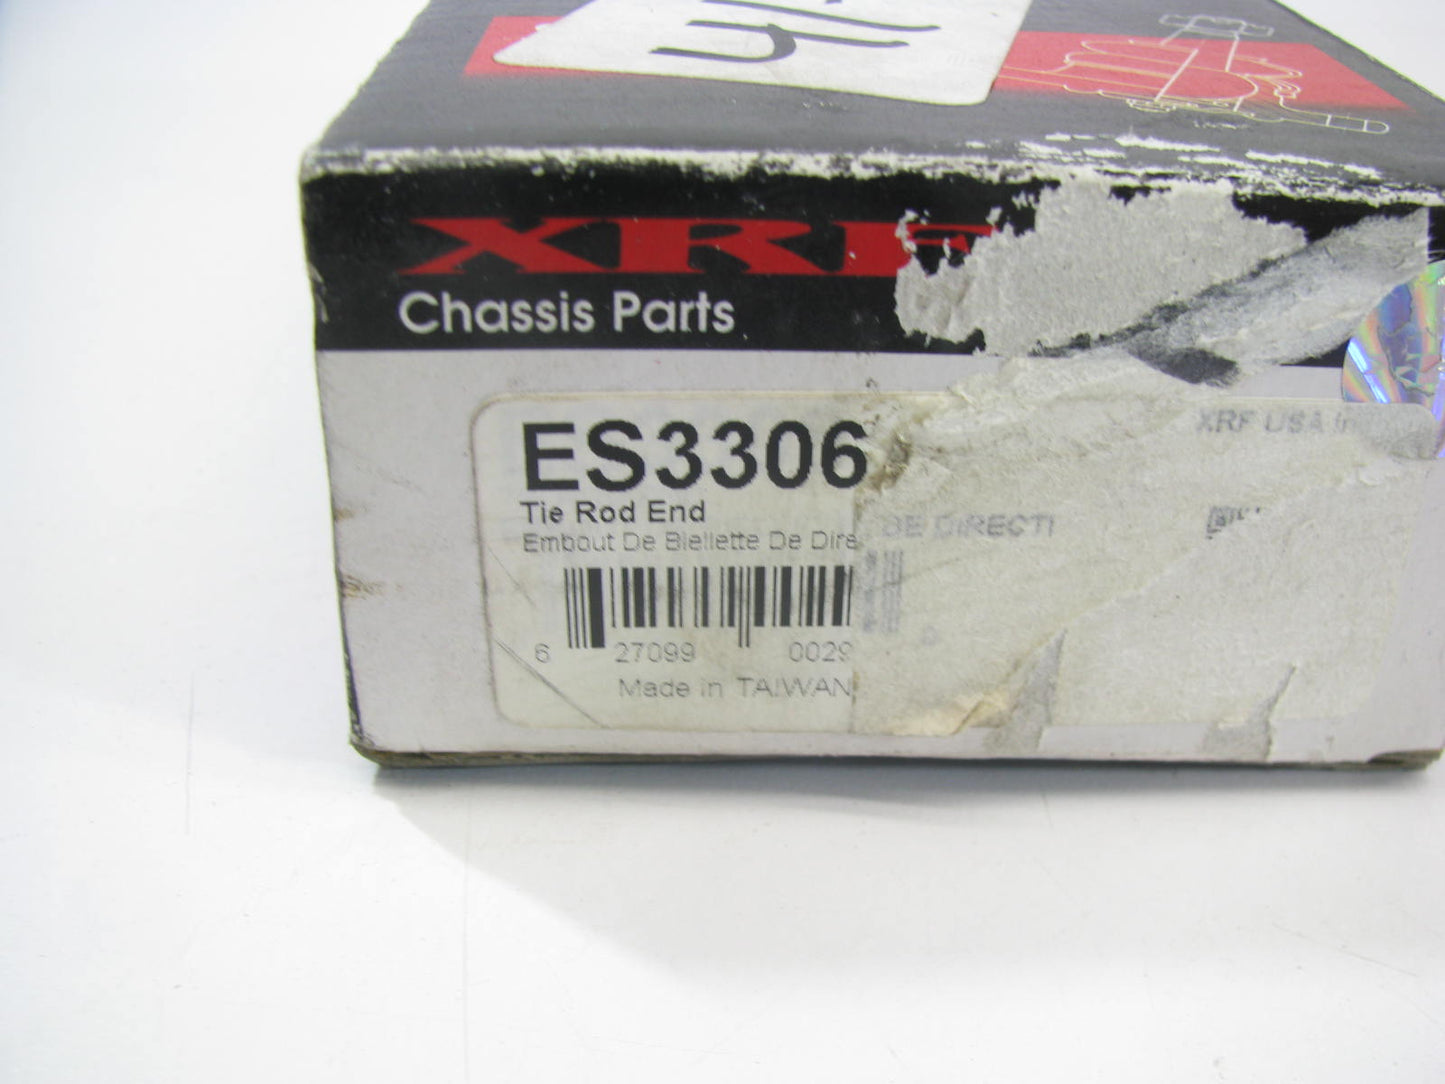 XRF
Chassis Parts
XRF USA
ES3306
Tie Rod End
Embout De Biellette De Dire
DE DIRECTI
6 27099 0029
Made in TAIWAN